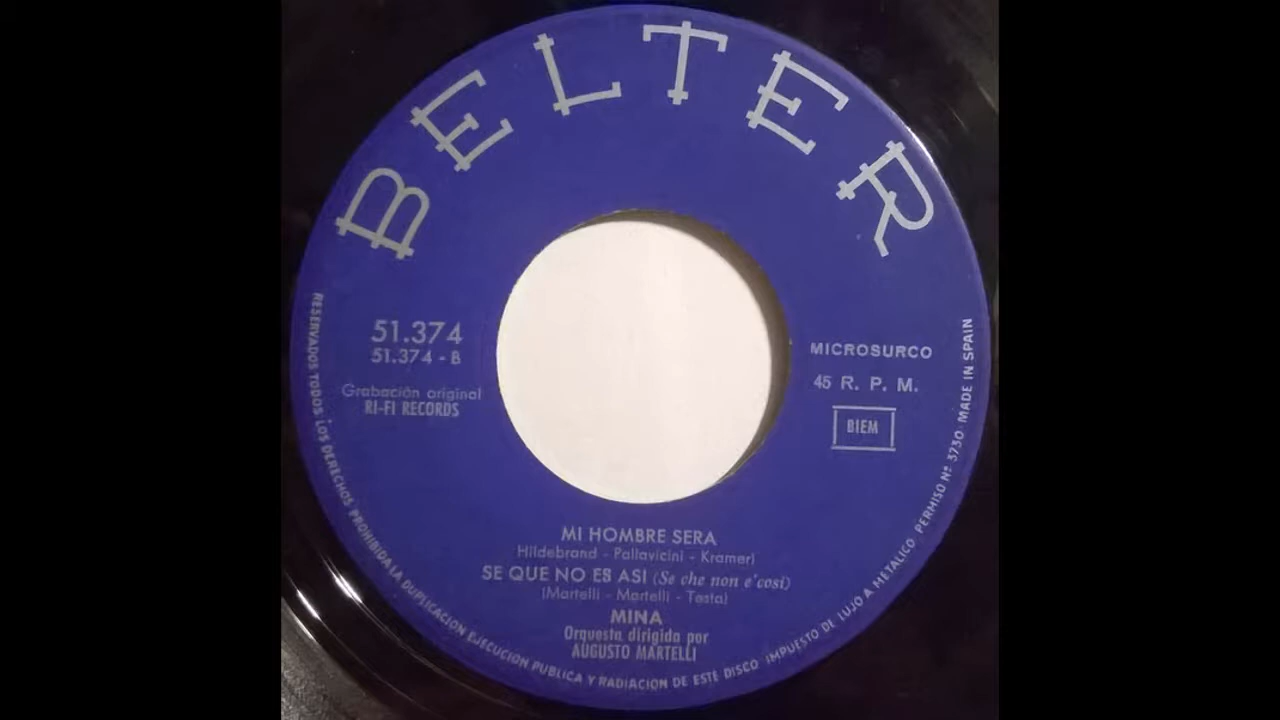 BELTER
51.374
51.374 - B
Grabación original
RI-FI RECORDS
MICROSURCO
45 R. P. M.
BIEM
MI HOMBRE SERA
Hildebrand - Pallavicini - Kramer)
SE QUE NO ES ASI (Se che non e'cosi)
(Martelli - Martelli - Testa)
MINA
Orquesta dirigida por
AUGUSTO MARTELLI
RESERVADOS TODOS LOS DERECHOS PROHIBIDA LA DUPLICACION EJECUCION PUBLICA Y RADIACION DE ESTE DISCO IMPUESTO DE LUJO A METALICO PERMISO Nº 3730 MADE IN SPAIN